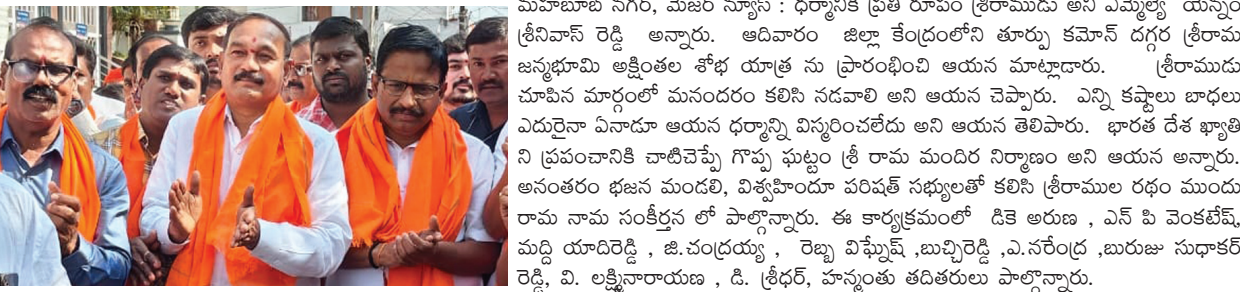 మహబూబ్ నగర్, మేజర్ న్యూస్ : ధర్మానికి ప్రతి రూపం శ్రీరాముడు అని ఎమ్మెల్యే యెన్నం
శ్రీనివాస్ రెడ్డి అన్నారు. ఆదివారం జిల్లా కేంద్రంలోని తూర్పు కమాన్ దగ్గర శ్రీరామ
జన్మభూమి అక్షింతల శోభ యాత్ర ను ప్రారంభించి ఆయన మాట్లాడారు. శ్రీరాముడు
చూపిన మార్గంలో మనందరం కలిసి నడవాలి అని ఆయన చెప్పారు. ఎన్ని కష్టాలు బాధలు
ఎదురైనా ఏనాడూ ఆయన ధర్మాన్ని విస్మరించలేదు అని ఆయన తెలిపారు. భారత దేశ ఖ్యాతి
ని ప్రపంచానికి చాటిచెప్పే గొప్ప ఘట్టం శ్రీ రామ మందిర నిర్మాణం అని ఆయన అన్నారు.
అనంతరం భజన మండలి, విశ్వహిందూ పరిషత్ సభ్యులతో కలిసి శ్రీరాముల రథం ముందు
రామ నామ సంకీర్తన లో పాల్గొన్నారు. ఈ కార్యక్రమంలో డికె అరుణ , ఎన్ పి వెంకటేష్,
మద్ది యాదిరెడ్డి , జి.చంద్రయ్య , రెబ్బ విఘ్నేష్ ,బుచ్చిరెడ్డి ,ఎ.నరేంద్ర ,బురుజు సుధాకర్
రెడ్డి, వి. లక్ష్మినారాయణ , డి. శ్రీధర్, హన్మంతు తదితరులు పాల్గొన్నారు.